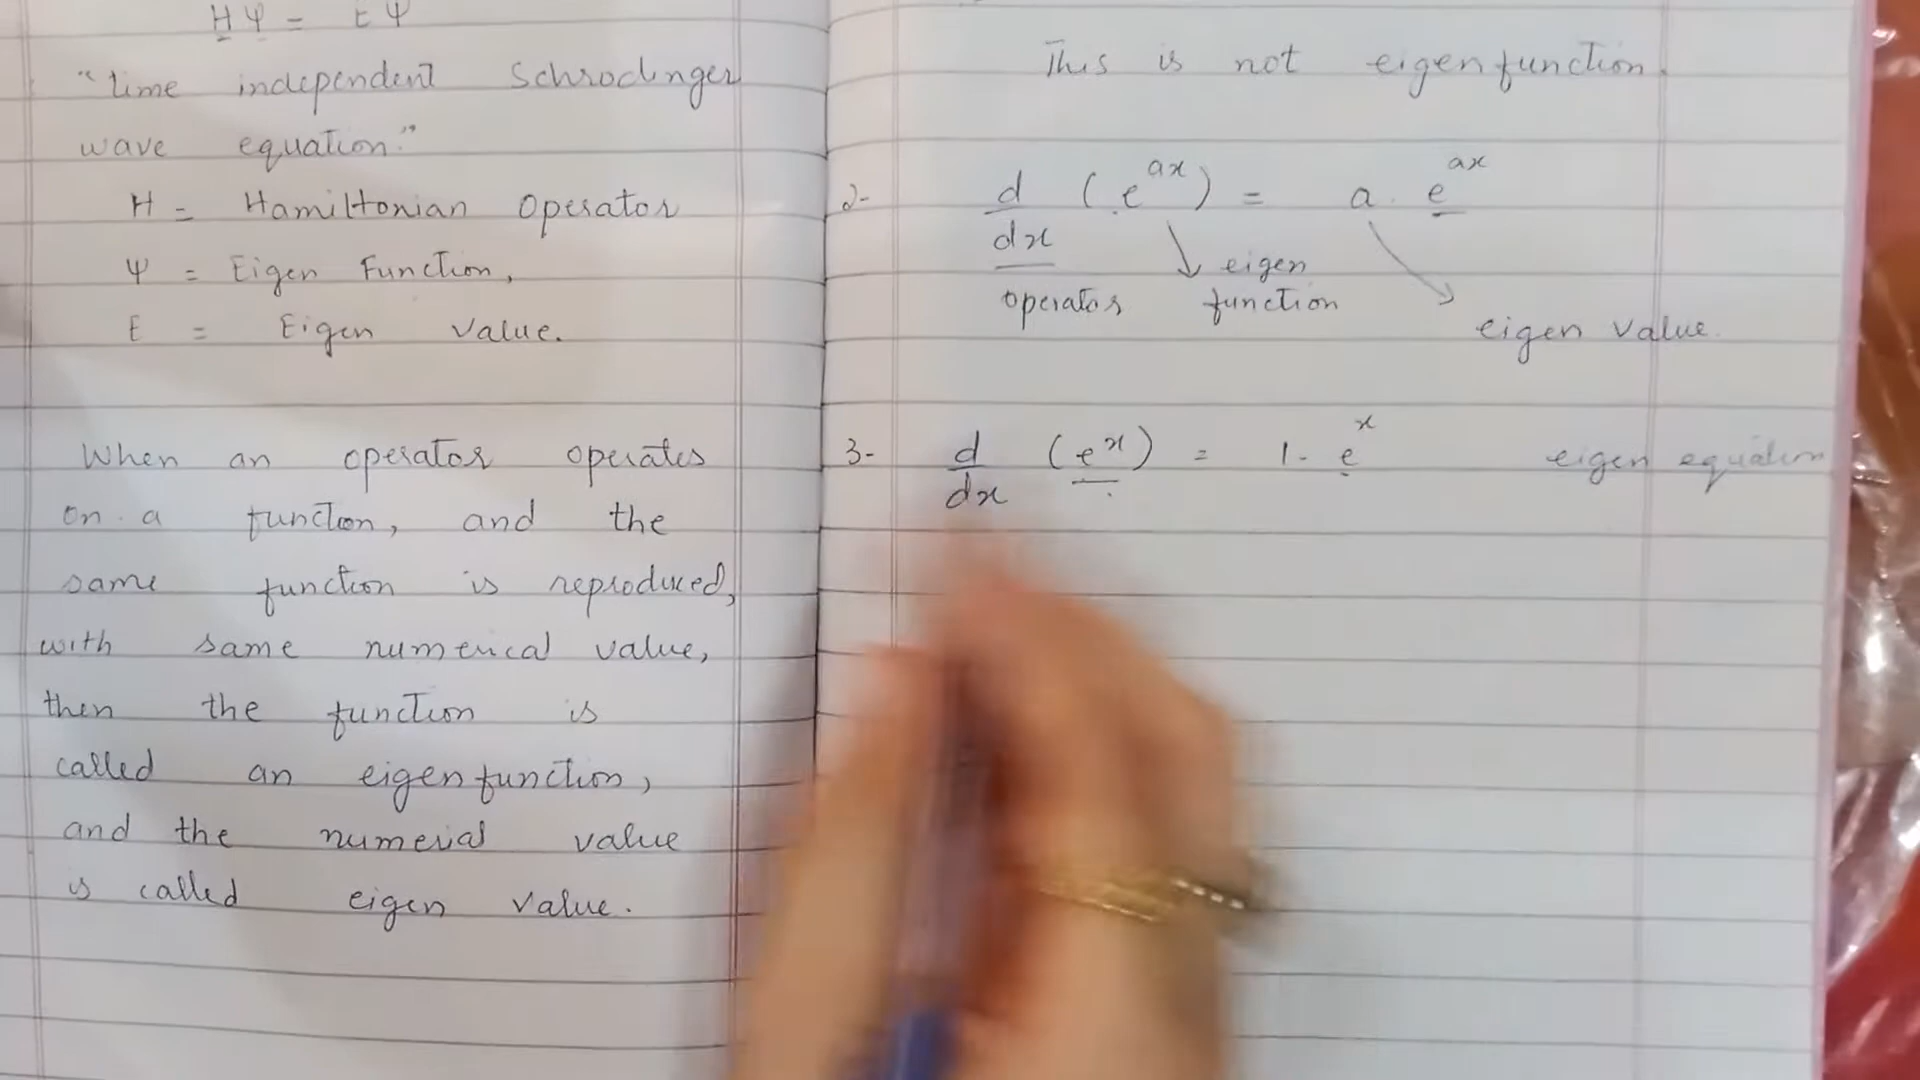 HΨ = EΨ
"time independent Schrodinger
wave equation."
H = Hamiltonian Operator
Ψ = Eigen Function,
E = Eigen Value.
When an operator operates
on a function, and the
same function is reproduced,
with same numerical value,
then the function is
called an eigenfunction,
and the numerial value
is called eigen value.
This is not eigenfunction.
2- d/dx (e^ax) = a. e^ax
operator eigen function
eigen value.
3- d/dx (e^x) = 1. e^x eigen equation